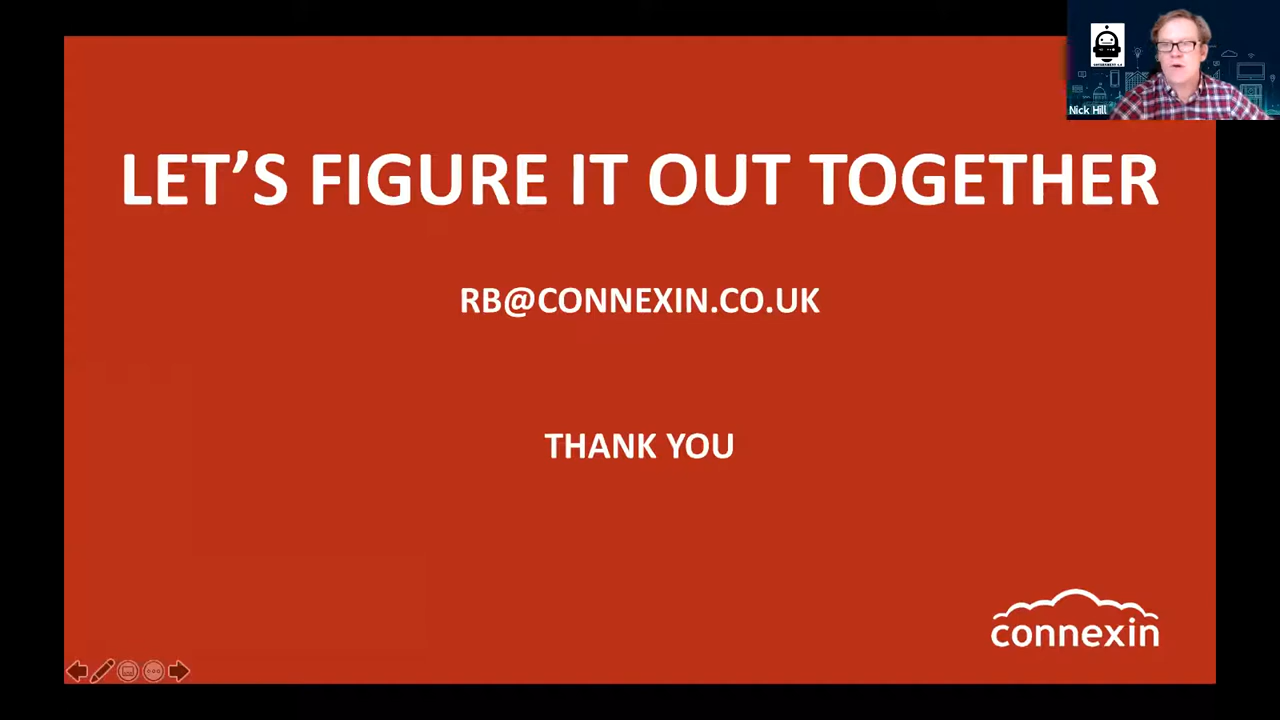 LET'S FIGURE IT OUT TOGETHER
RB@CONNEXIN.CO.UK
THANK YOU
connexin
Nick Hill